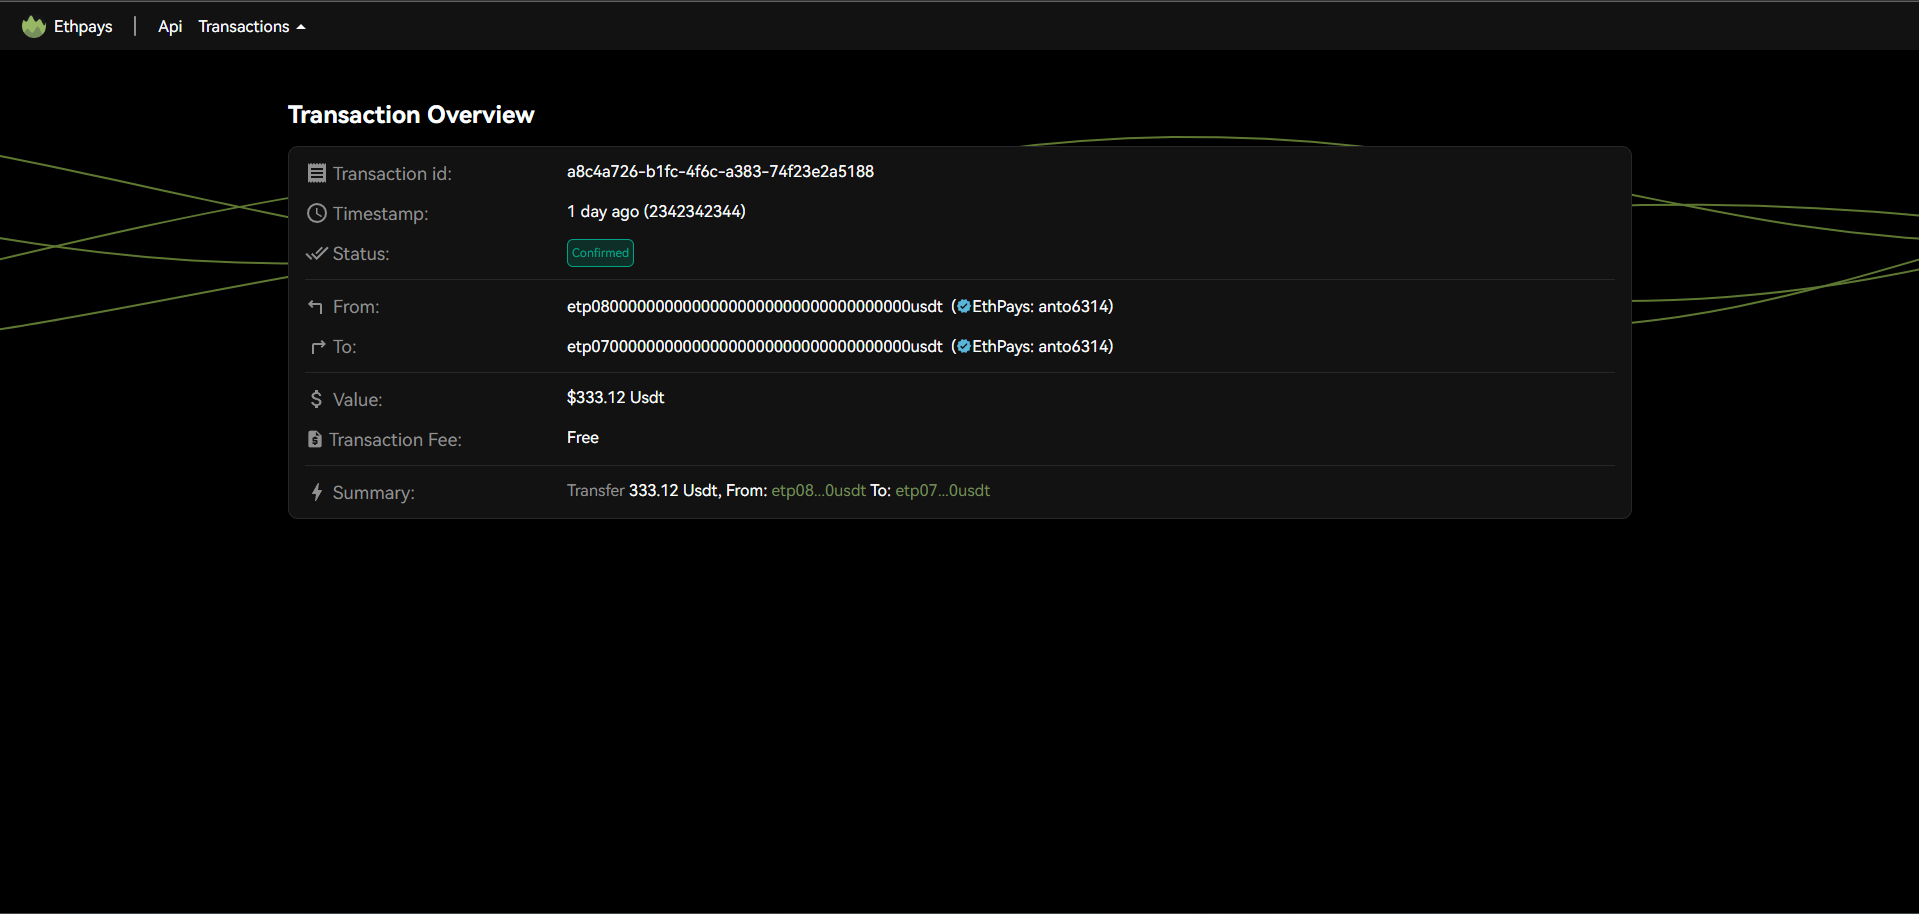 Ethpays | Api Transactions
Transaction Overview
Transaction id: a8c4a726-b1fc-4f6c-a383-74f23e2a5188
Timestamp: 1 day ago (2342342344)
Status: Confirmed
From: etp08000000000000000000000000000000000usdt (EthPays: anto6314)
To: etp07000000000000000000000000000000000usdt (EthPays: anto6314)
Value: $333.12 Usdt
Transaction Fee: Free
Summary: Transfer 333.12 Usdt, From: etp08...0usdt To: etp07...0usdt